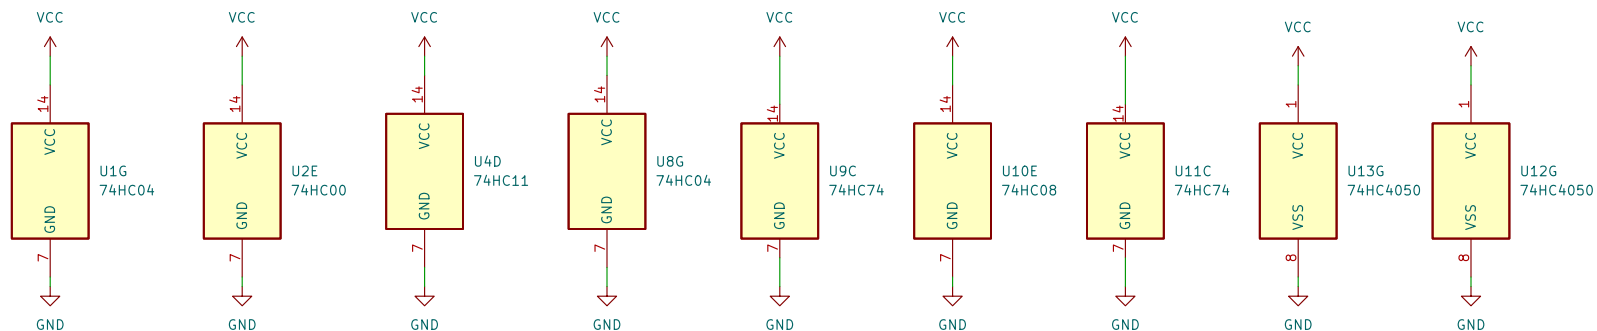 VCC
VCC
VCC
VCC
VCC
VCC
VCC
VCC
VCC
14
14
14
14
14
14
14
1
1
VCC
VCC
VCC
VCC
VCC
VCC
VCC
VCC
VCC
U1G
74HC04
U2E
74HC00
U4D
74HC11
U8G
74HC04
U9C
74HC74
U10E
74HC08
U11C
74HC74
U13G
74HC4050
U12G
74HC4050
GND
GND
GND
GND
GND
GND
GND
VSS
VSS
7
7
7
7
7
7
7
8
8
GND
GND
GND
GND
GND
GND
GND
GND
GND